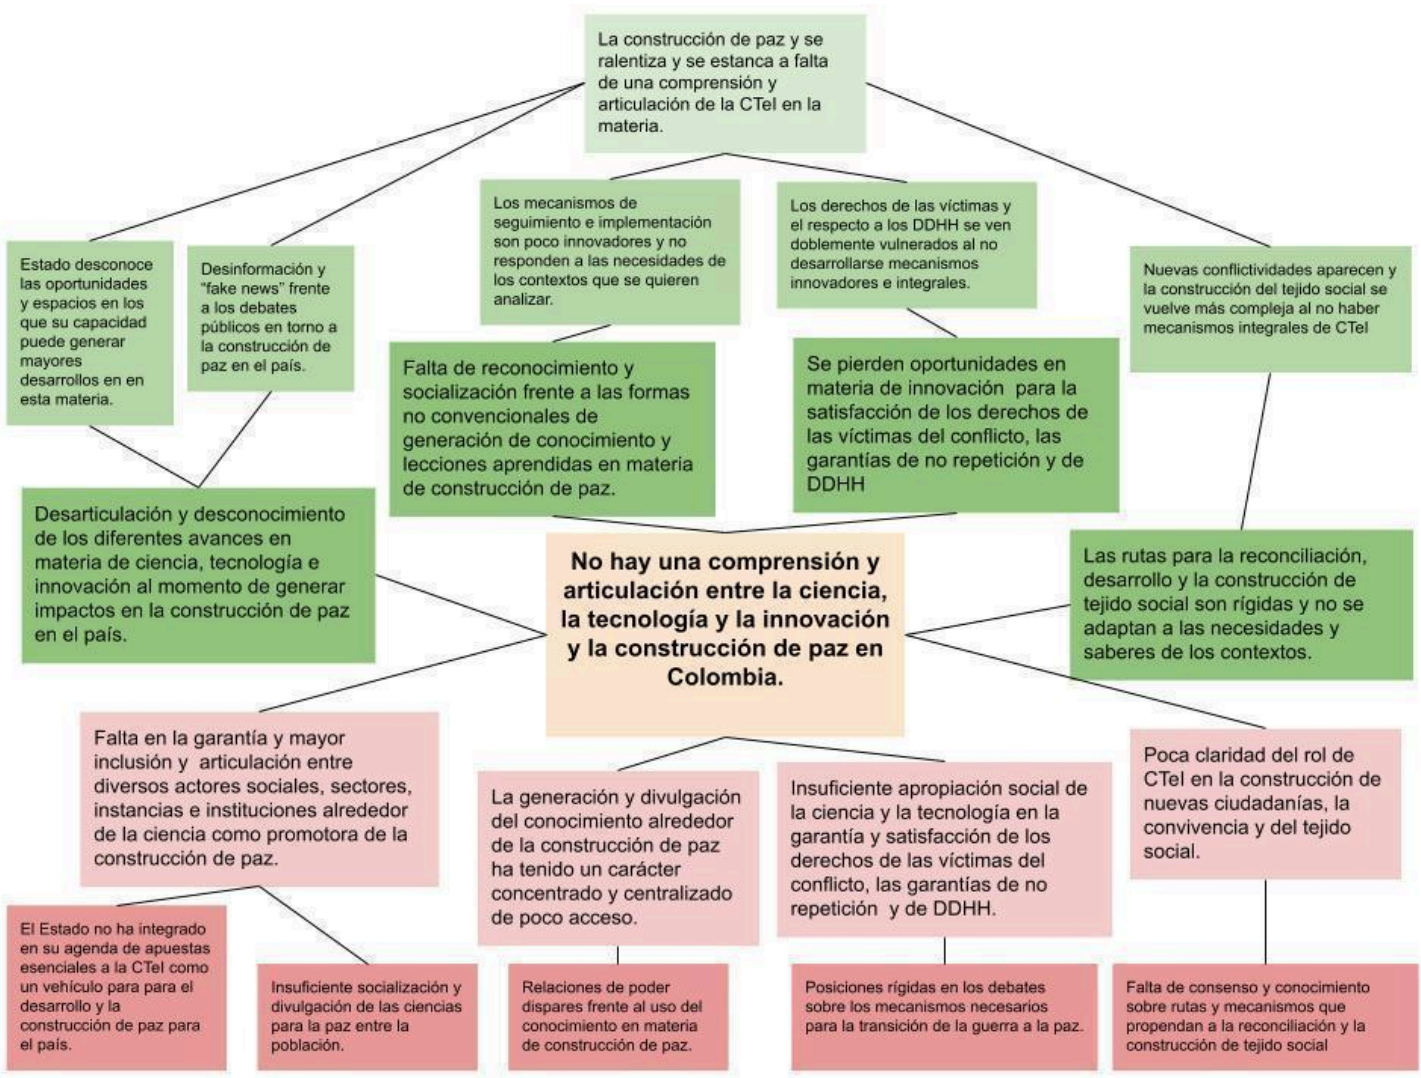 La construcción de paz y se
ralentiza y se estanca a falta
de una comprensión y
articulación de la CTeI en la
materia.
Los mecanismos de
seguimiento e implementación
son poco innovadores y no
responden a las necesidades de
los contextos que se quieren
analizar.
Los derechos de las víctimas y
el respecto a los DDHH se ven
doblemente vulnerados al no
desarrollarse mecanismos
innovadores e integrales.
Estado desconoce
las oportunidades
y espacios en los
que su capacidad
puede generar
mayores
desarrollos en en
esta materia.
Desinformación y
“fake news” frente
a los debates
públicos en torno a
la construcción de
paz en el país.
Nuevas conflictividades aparecen y
la construcción del tejido social se
vuelve más compleja al no haber
mecanismos integrales de CTeI
Falta de reconocimiento y
socialización frente a las formas
no convencionales de
generación de conocimiento y
lecciones aprendidas en materia
de construcción de paz.
Se pierden oportunidades en
materia de innovación para la
satisfacción de los derechos de
las víctimas del conflicto, las
garantías de no repetición y de
DDHH
Desarticulación y desconocimiento
de los diferentes avances en
materia de ciencia, tecnología e
innovación al momento de generar
impactos en la construcción de paz
en el país.
No hay una comprensión y
articulación entre la ciencia,
la tecnología y la innovación
y la construcción de paz en
Colombia.
Las rutas para la reconciliación,
desarrollo y la construcción de
tejido social son rígidas y no se
adaptan a las necesidades y
saberes de los contextos.
Falta en la garantía y mayor
inclusión y articulación entre
diversos actores sociales, sectores,
instancias e instituciones alrededor
de la ciencia como promotora de la
construcción de paz.
La generación y divulgación
del conocimiento alrededor
de la construcción de paz
ha tenido un carácter
concentrado y centralizado
de poco acceso.
Insuficiente apropiación social de
la ciencia y la tecnología en la
garantía y satisfacción de los
derechos de las víctimas del
conflicto, las garantías de no
repetición y de DDHH.
Poca claridad del rol de
CTeI en la construcción de
nuevas ciudadanías, la
convivencia y del tejido
social.
El Estado no ha integrado
en su agenda de apuestas
esenciales a la CTeI como
un vehículo para para el
desarrollo y la
construcción de paz para
el país.
Insuficiente socialización y
divulgación de las ciencias
para la paz entre la
población.
Relaciones de poder
dispares frente al uso del
conocimiento en materia
de construcción de paz.
Posiciones rígidas en los debates
sobre los mecanismos necesarios
para la transición de la guerra a la paz.
Falta de consenso y conocimiento
sobre rutas y mecanismos que
propendan a la reconciliación y la
construcción de tejido social